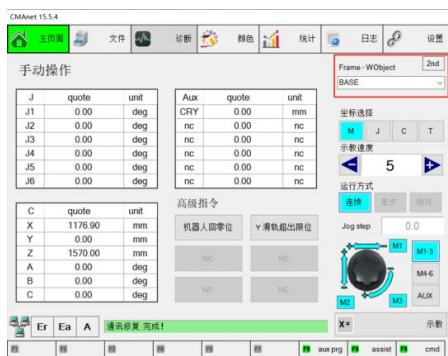 CMAnet 15.5.4
主页面 文件 诊断 颜色 统计 日志 设置
手动操作
Frame - WObject 2nd
BASE
J quote unit
J1 0.00 deg
J2 0.00 deg
J3 0.00 deg
J4 0.00 deg
J5 0.00 deg
J6 0.00 deg
Aux quote unit
CRY 0.00 mm
nc 0.00 nc
nc 0.00 nc
nc 0.00 nc
nc 0.00 nc
nc 0.00 nc
坐标选择
M J C T
示教速度
5
运行方式
连续 单步 绝对
Jog step 0.0
C quote unit
X 1176.90 mm
Y 0.00 mm
Z 1570.00 mm
A 0.00 deg
B 0.00 deg
C 0.00 deg
高级指令
机器人回零位 Y滑轨超出限位
NC NC
NC NC
M1 M2 M3
M1-3
M4-6
AUX
Er Ea A 通讯修复 完成!
X= 示教
F8 aux prg F9 assist cmd